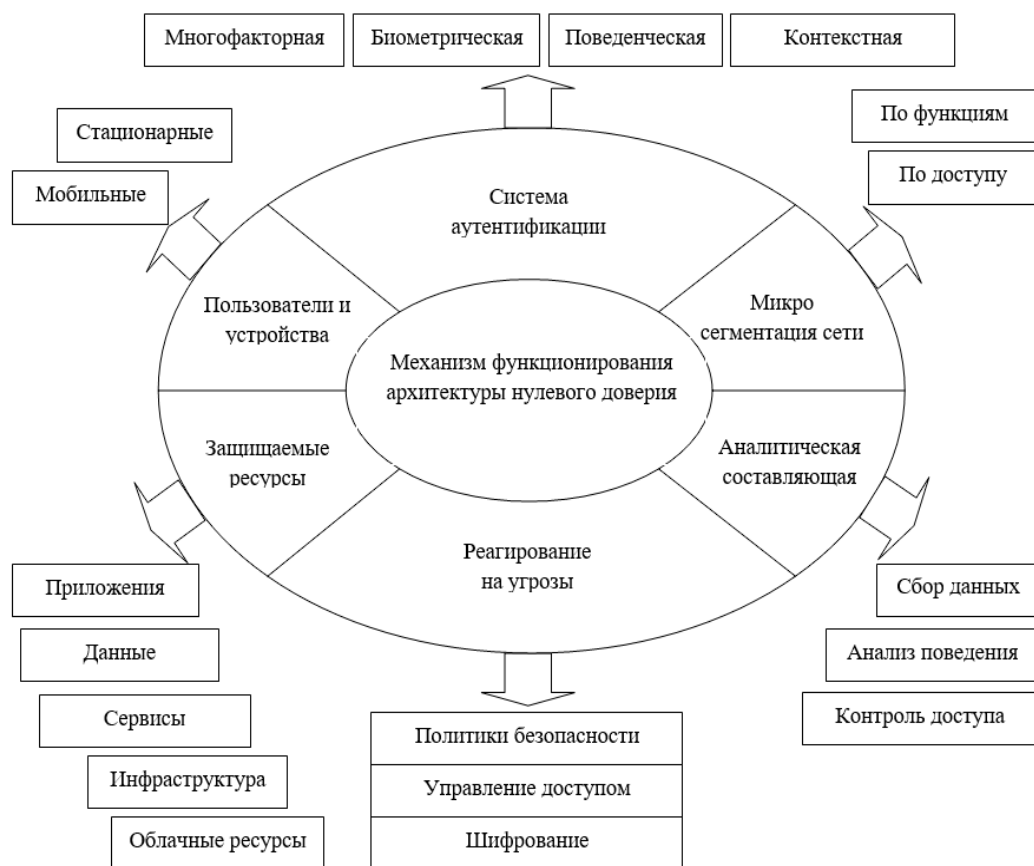 Многофакторная
Биометрическая
Поведенческая
Контекстная
Стационарные
Мобильные
По функциям
По доступу
Система
аутентификации
Пользователи и
устройства
Микро
сегментация сети
Механизм функционирования
архитектуры нулевого доверия
Защищаемые
ресурсы
Аналитическая
составляющая
Реагирование
на угрозы
Приложения
Данные
Сервисы
Инфраструктура
Облачные ресурсы
Политики безопасности
Управление доступом
Шифрование
Сбор данных
Анализ поведения
Контроль доступа